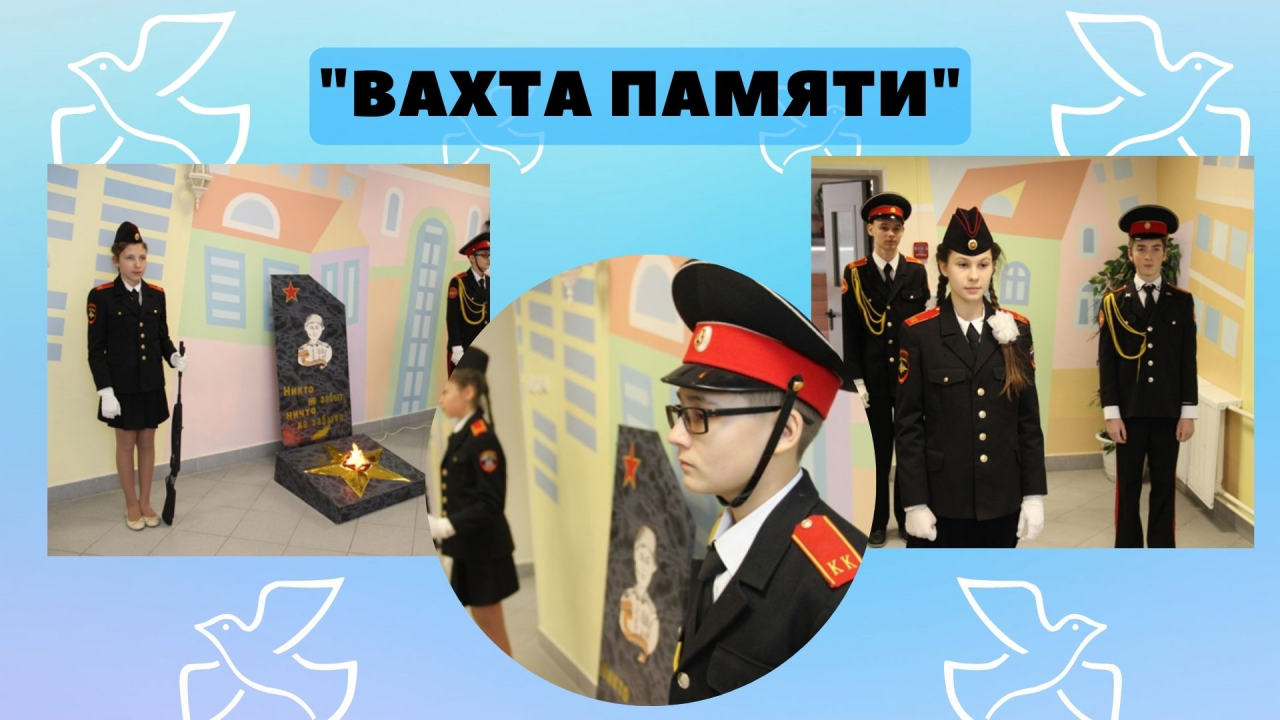 "ВАХТА ПАМЯТИ"
Никто
не забыт
ничто
не забыто
КК